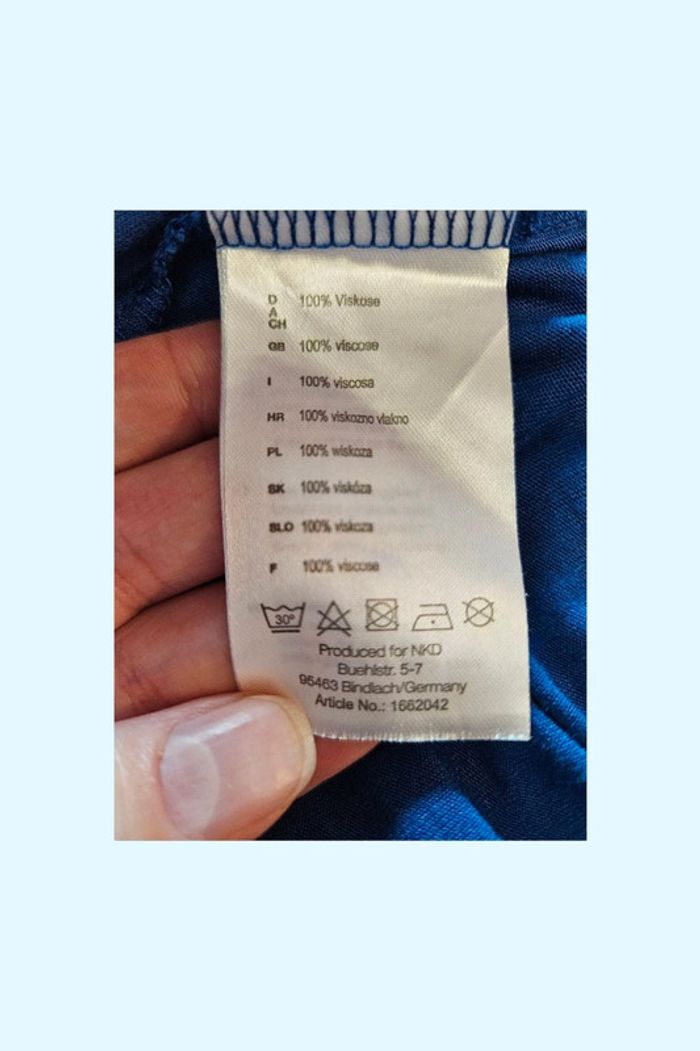 D 100% Viskose
A
CH
GB 100% viscose
I 100% viscosa
HR 100% viskozno vlakno
PL 100% wiskoza
SK 100% viskóza
SLO 100% viskoza
F 100% viscose
30°
Produced for NKD
Buehlstr. 5-7
95463 Bindlach/Germany
Article No.: 1662042